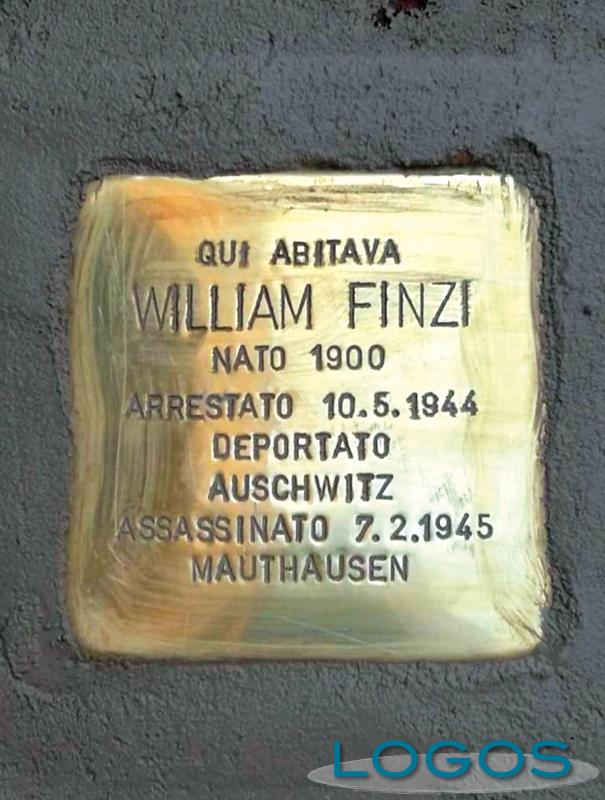 QUI ABITAVA
WILLIAM FINZI
NATO 1900
ARRESTATO 10.5.1944
DEPORTATO
AUSCHWITZ
ASSASSINATO 7.2.1945
MAUTHAUSEN
LOGOS